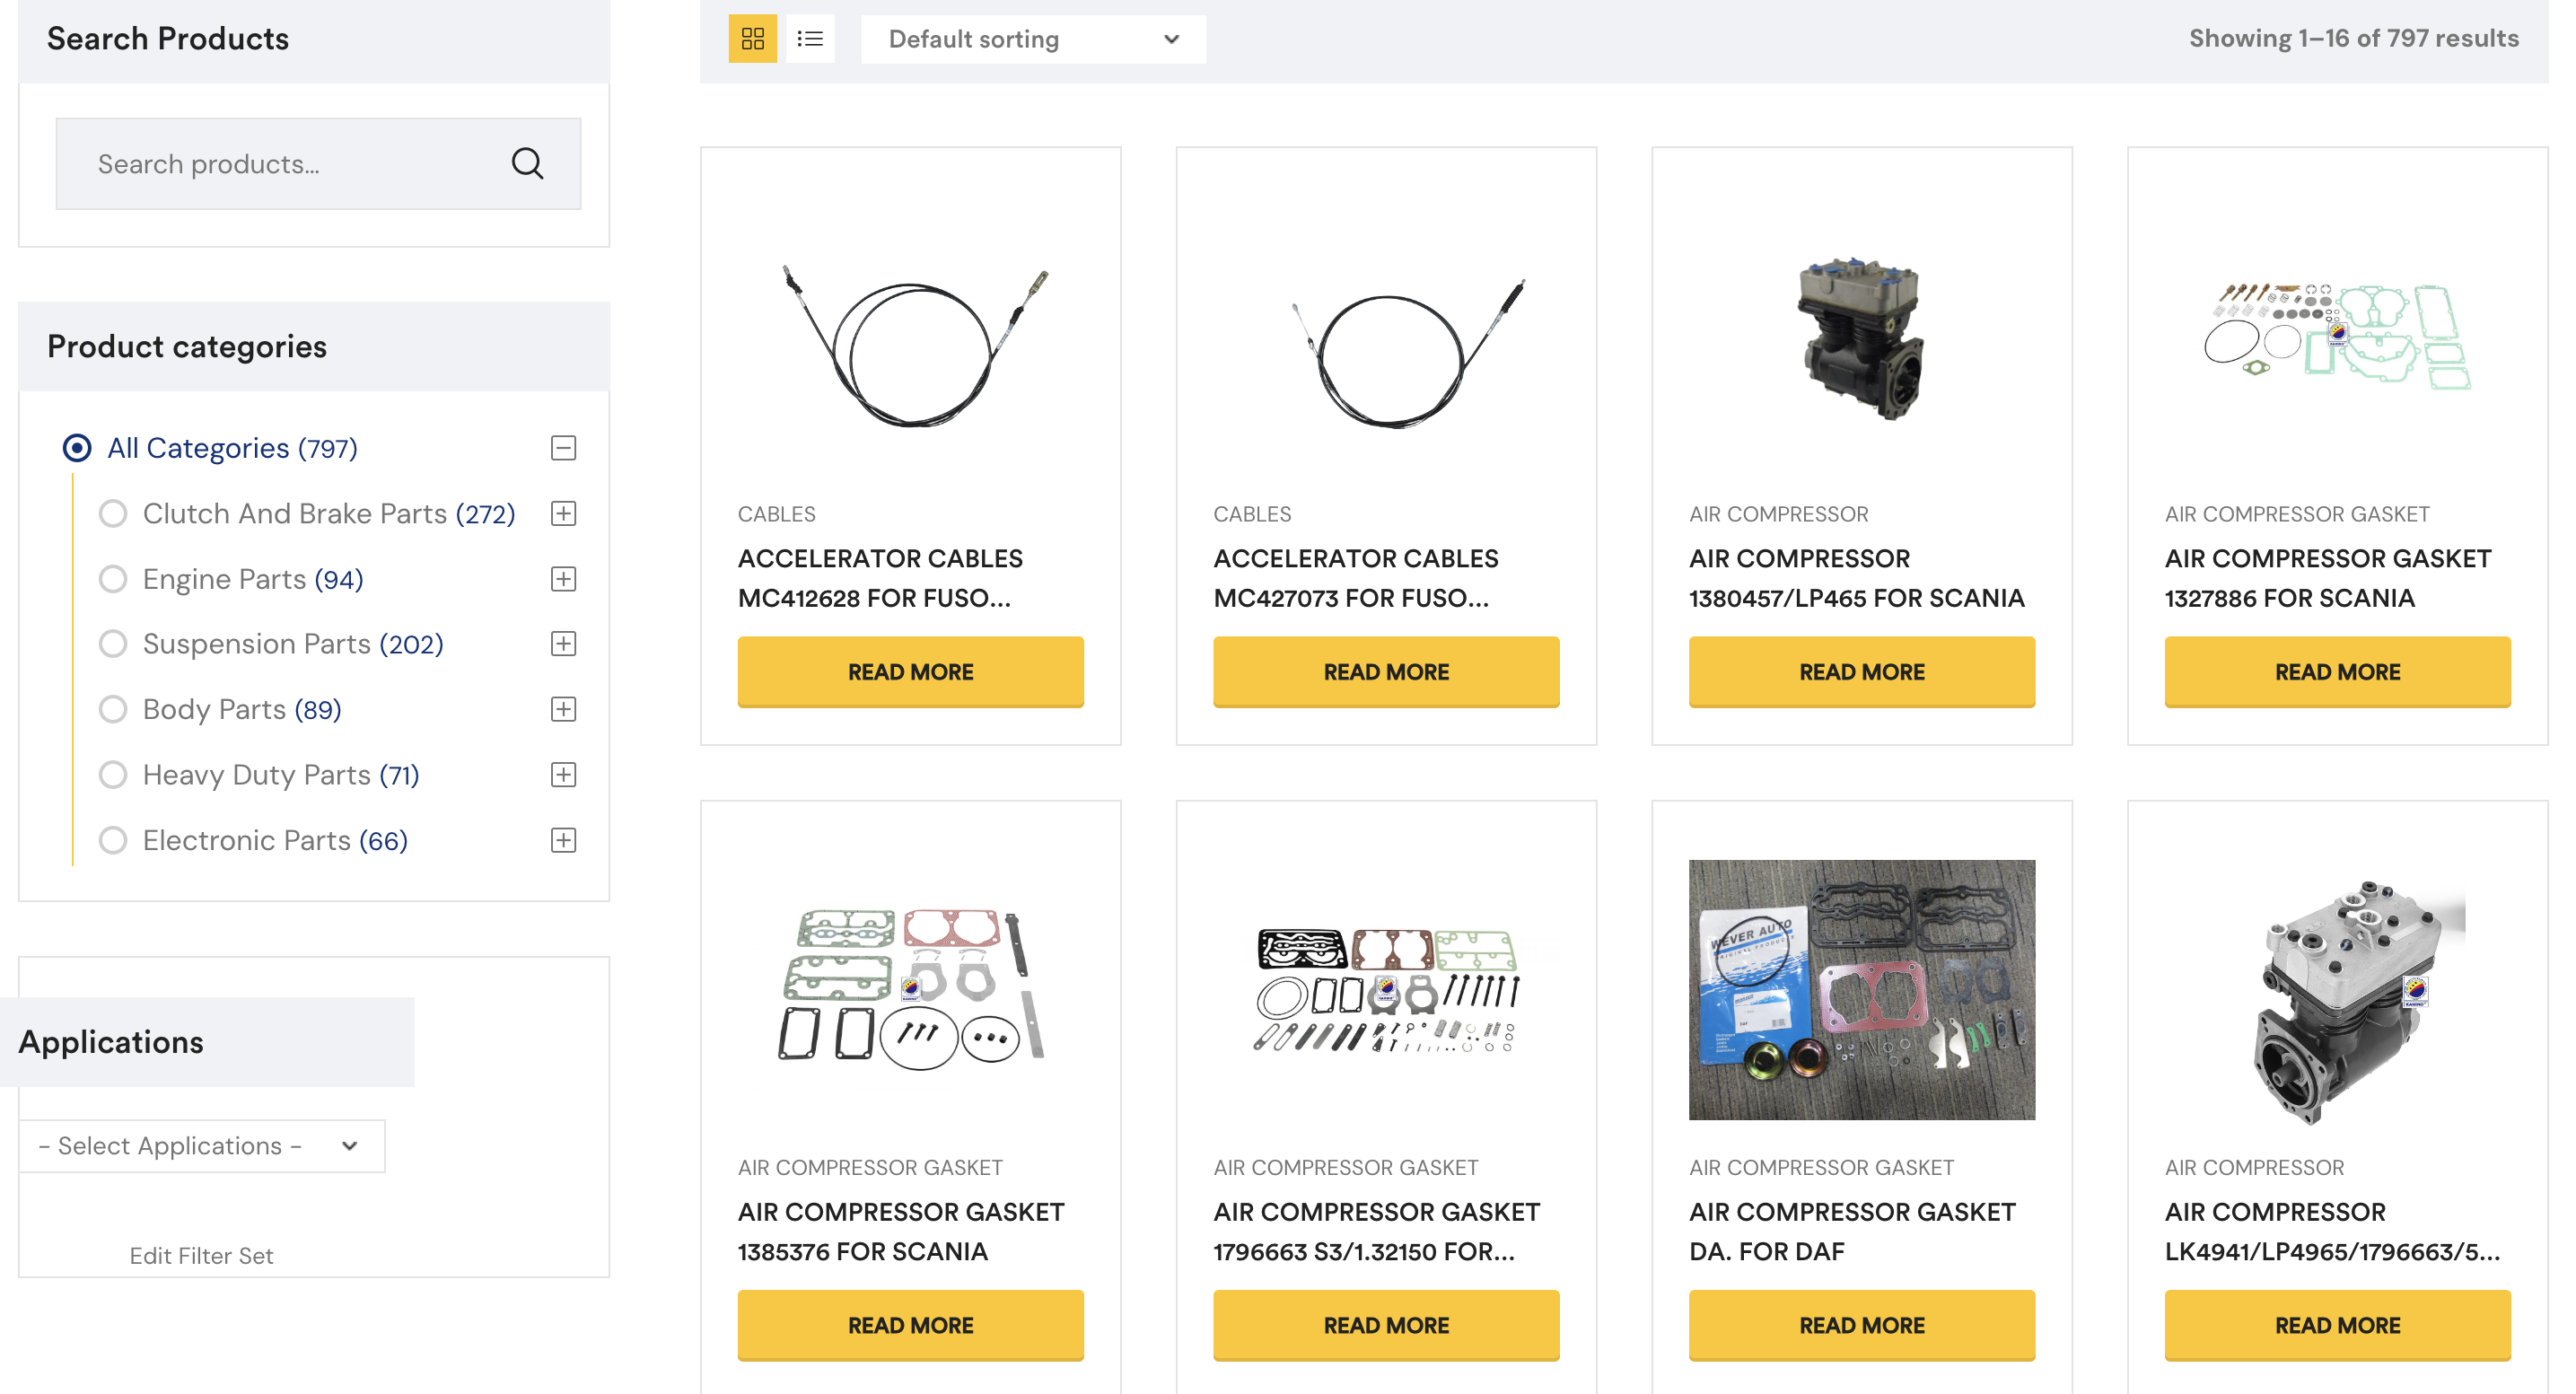 Search Products
Default sorting
Showing 1–16 of 797 results
Search products...
Product categories
All Categories (797)
Clutch And Brake Parts (272)
Engine Parts (94)
Suspension Parts (202)
Body Parts (89)
Heavy Duty Parts (71)
Electronic Parts (66)
Applications
- Select Applications -
Edit Filter Set
CABLES
ACCELERATOR CABLES
MC412628 FOR FUSO...
READ MORE
CABLES
ACCELERATOR CABLES
MC427073 FOR FUSO...
READ MORE
AIR COMPRESSOR
AIR COMPRESSOR
1380457/LP465 FOR SCANIA
READ MORE
AIR COMPRESSOR GASKET
AIR COMPRESSOR GASKET
1327886 FOR SCANIA
READ MORE
AIR COMPRESSOR GASKET
AIR COMPRESSOR GASKET
1385376 FOR SCANIA
READ MORE
AIR COMPRESSOR GASKET
AIR COMPRESSOR GASKET
1796663 S3/1.32150 FOR...
READ MORE
WEVER AUTO
ORIGINAL PRODUCTS
AIR COMPRESSOR GASKET
AIR COMPRESSOR GASKET
DA. FOR DAF
READ MORE
AIR COMPRESSOR
AIR COMPRESSOR
LK4941/LP4965/1796663/5...
READ MORE